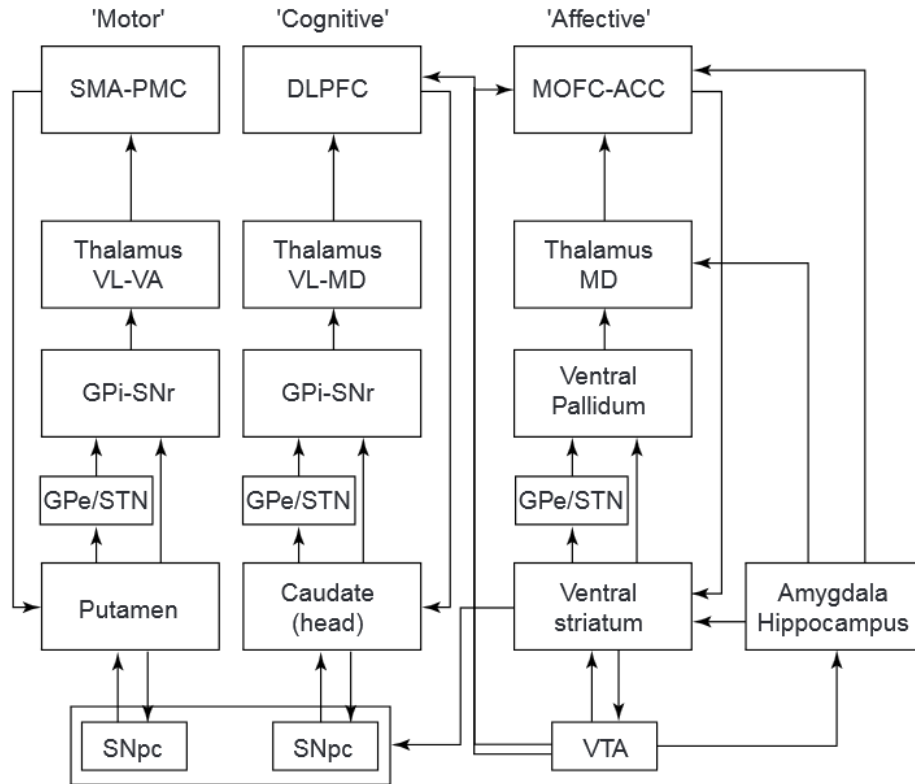 'Motor'
'Cognitive'
'Affective'
SMA-PMC
DLPFC
MOFC-ACC
Thalamus
VL-VA
Thalamus
VL-MD
Thalamus
MD
GPi-SNr
GPi-SNr
Ventral
Pallidum
GPe/STN
GPe/STN
GPe/STN
Putamen
Caudate
(head)
Ventral
striatum
Amygdala
Hippocampus
SNpc
SNpc
VTA